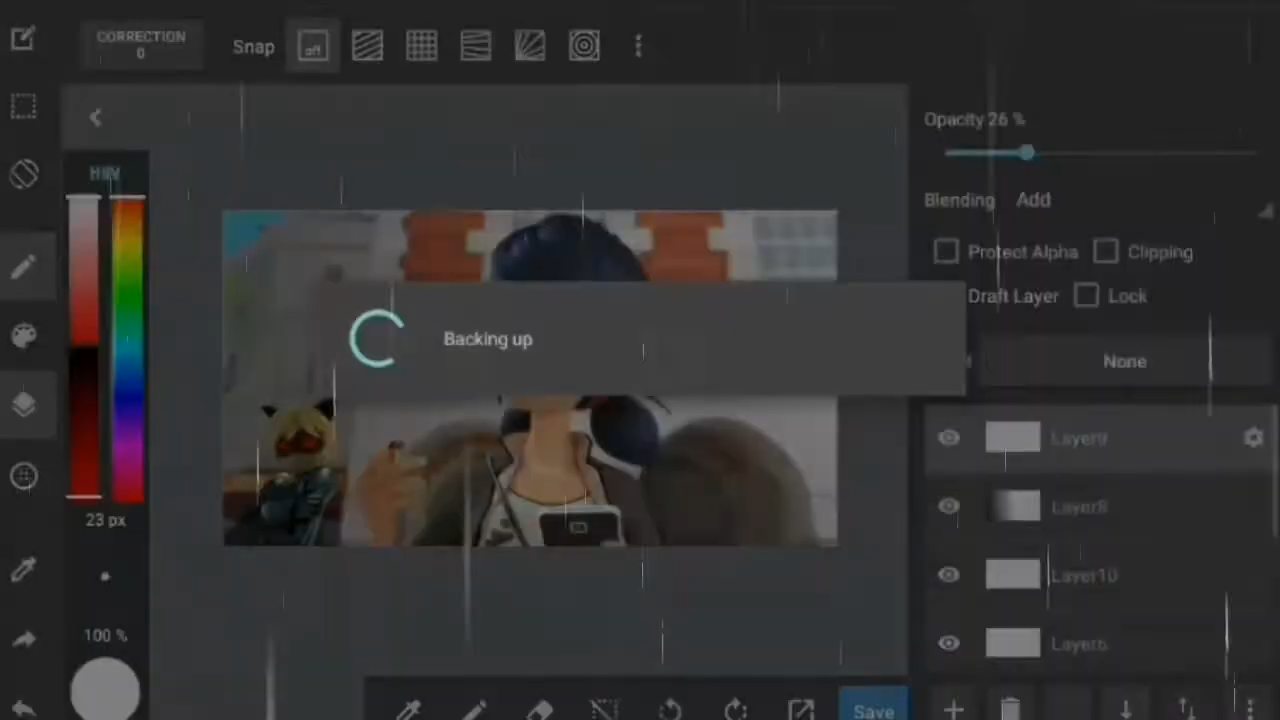 CORRECTION
0
Snap
off
HSV
Opacity 26 %
Blending Add
Protect Alpha
Clipping
Draft Layer
Lock
None
Backing up
Layer9
Layer8
Layer10
Layer6
23 px
100 %
Save